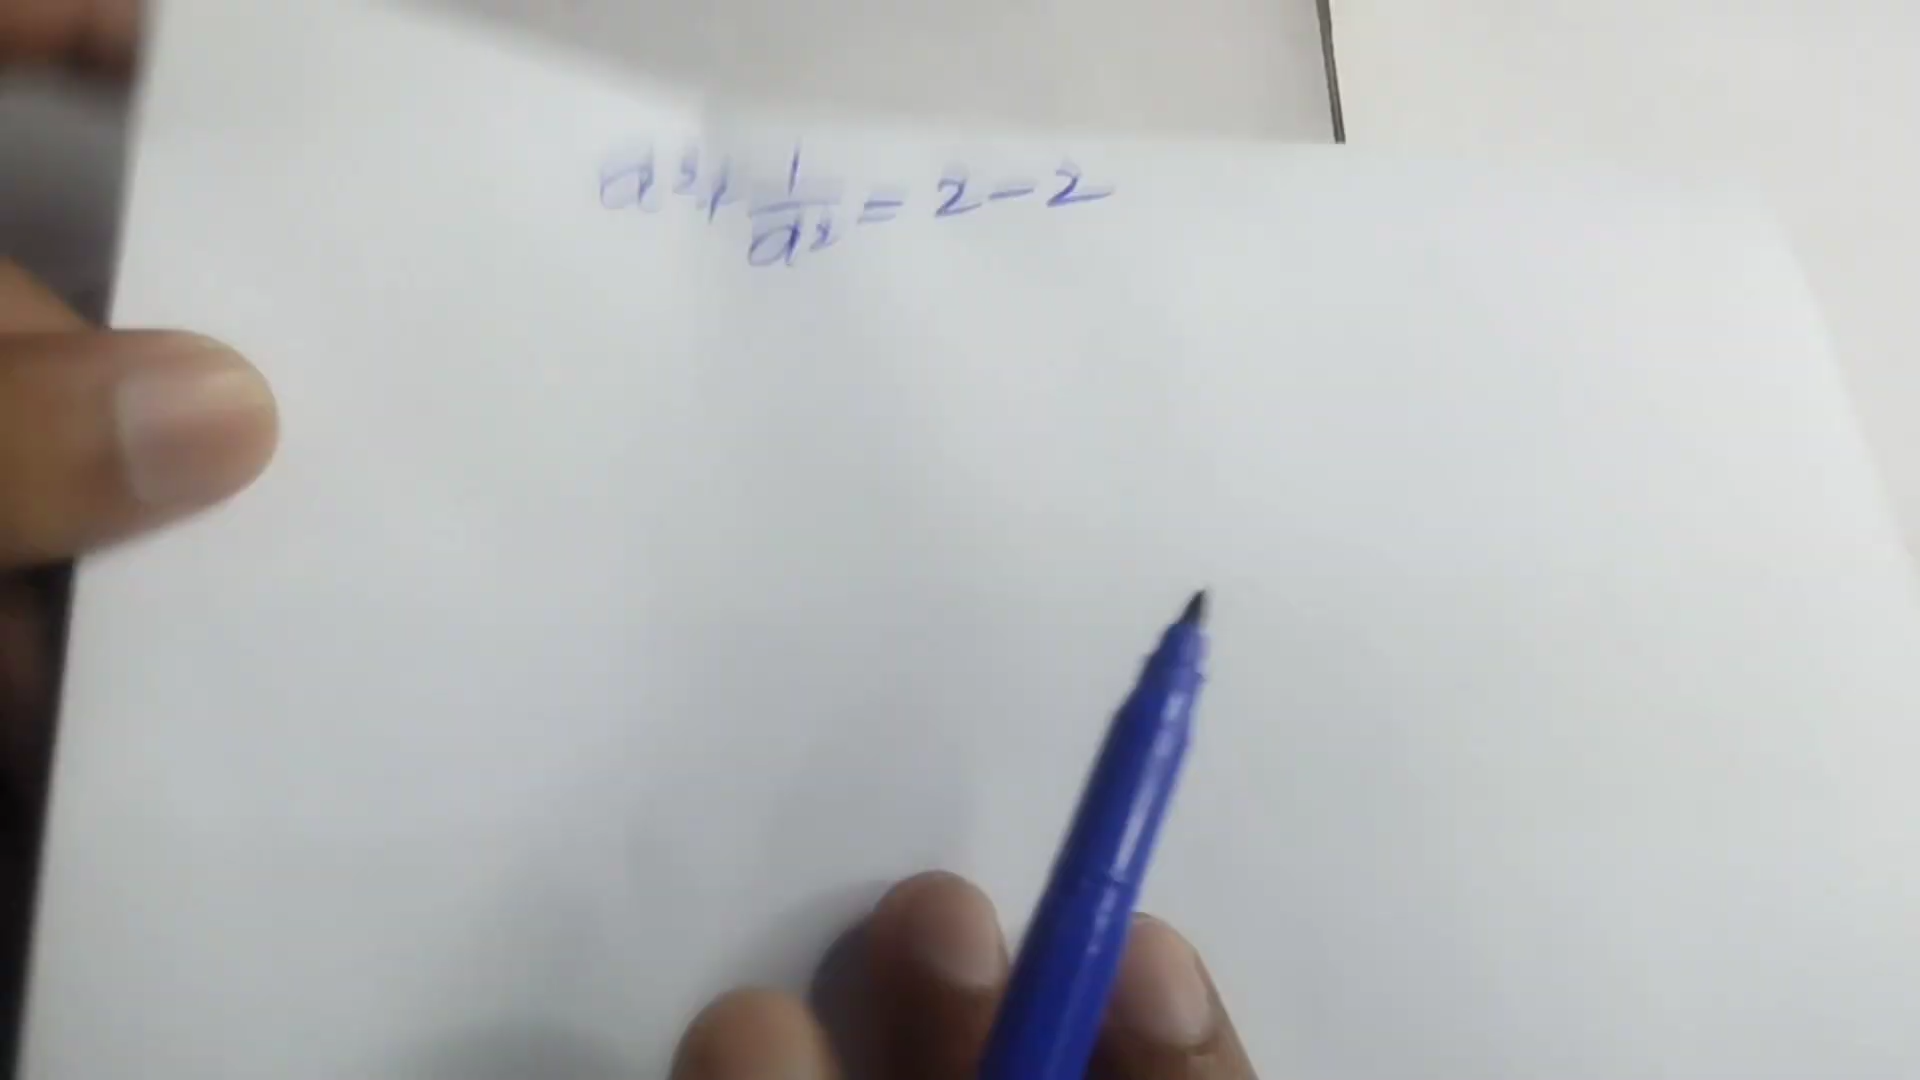 a² + 1/a² = 2 - 2